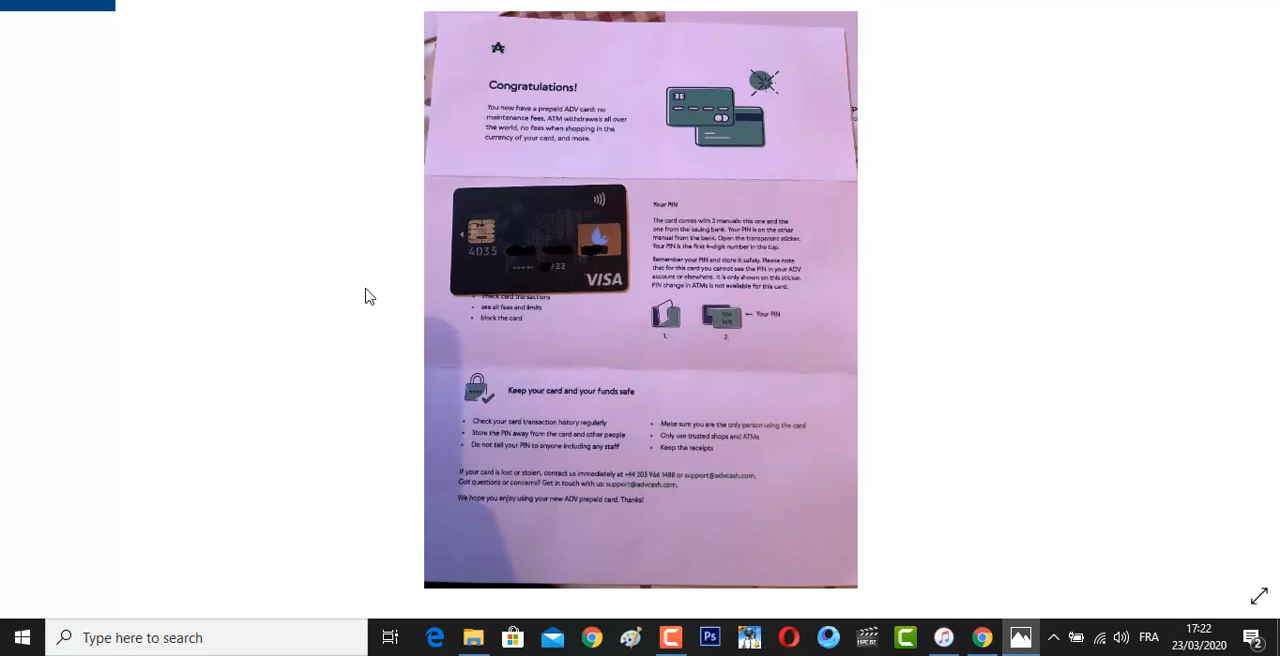 Congratulations!
You now have a prepaid ADV card: no
maintenance fees, ATM withdrawals all over
the world, no fees when shopping in the
currency of your card, and more.
4035
/22
VISA
check card transactions
see all fees and limits
block the card
Your PIN
The card comes with 2 manuals: this one and the
one from the issuing bank. Your PIN is on the other
manual from the bank. Open the transparent sticker.
Your PIN is the first 4-digit number in the top.
Remember your PIN and store it safely. Please note
that for this card you cannot see the PIN in your ADV
account or elsewhere. It is only shown on this sticker.
PIN change in ATMs is not available for this card.
Your PIN
1.
2.
Keep your card and your funds safe
Check your card transaction history regularly
Store the PIN away from the card and other people
Do not tell your PIN to anyone including any staff
Make sure you are the only person using the card
Only use trusted shops and ATMs
Keep the receipts
If your card is lost or stolen, contact us immediately at +44 203 966 1488 or support@advcash.com.
Got questions or concerns? Get in touch with us: support@advcash.com.
We hope you enjoy using your new ADV prepaid card. Thanks!
Type here to search
Ps
FRA
17:22
23/03/2020
2